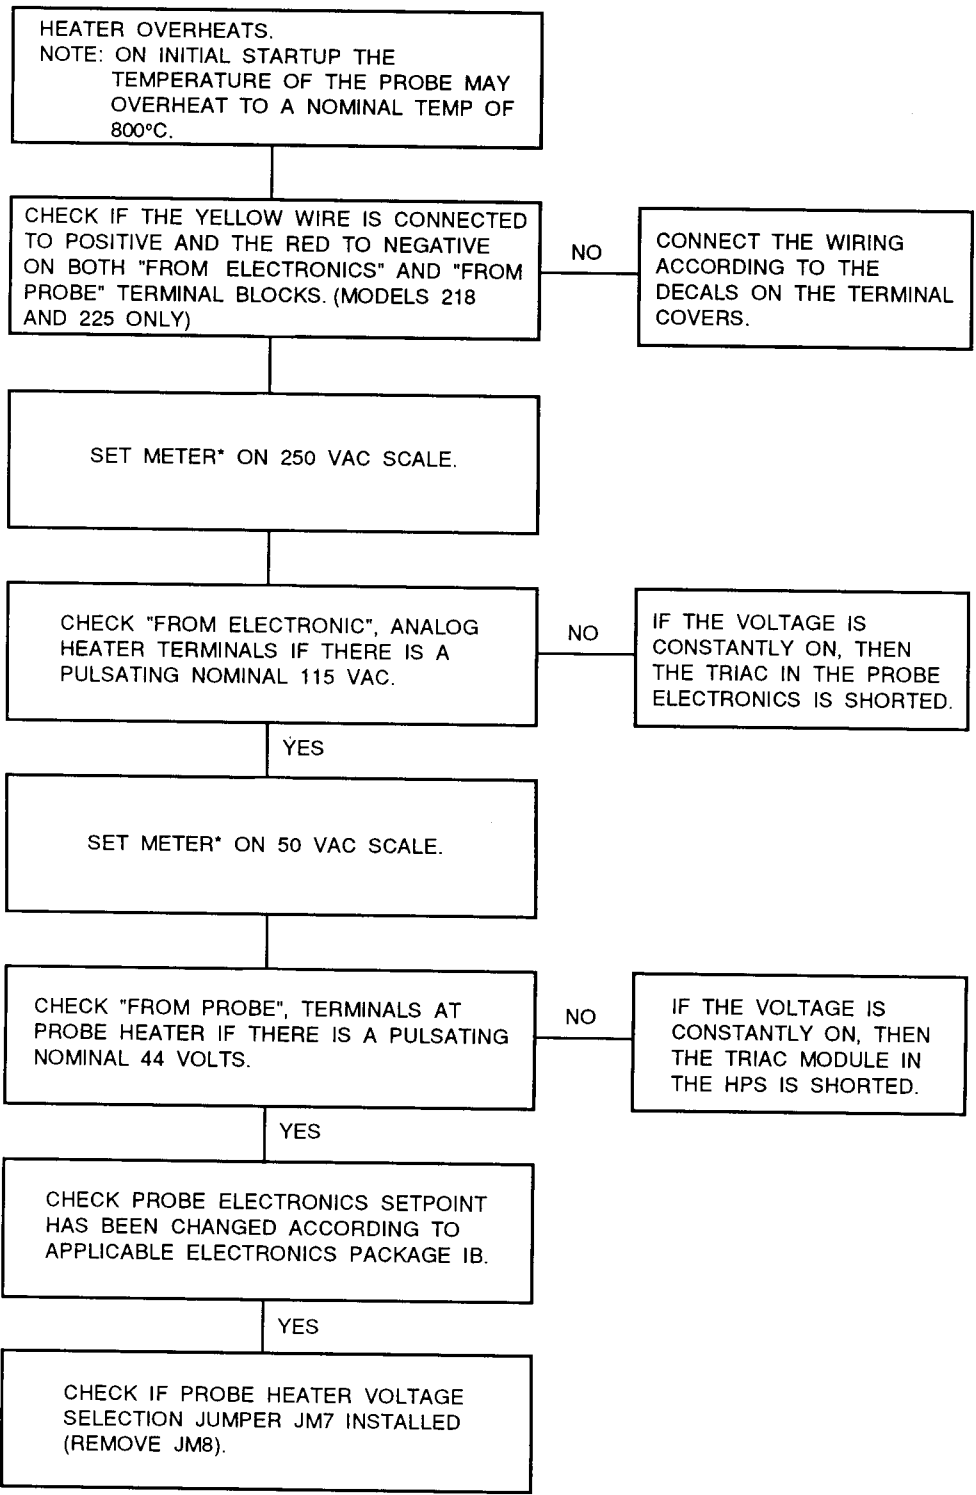 HEATER OVERHEATS.
NOTE: ON INITIAL STARTUP THE
TEMPERATURE OF THE PROBE MAY
OVERHEAT TO A NOMINAL TEMP OF
800°C.
CHECK IF THE YELLOW WIRE IS CONNECTED
TO POSITIVE AND THE RED TO NEGATIVE
ON BOTH "FROM ELECTRONICS" AND "FROM
PROBE" TERMINAL BLOCKS. (MODELS 218
AND 225 ONLY)
NO
CONNECT THE WIRING
ACCORDING TO THE
DECALS ON THE TERMINAL
COVERS.
SET METER* ON 250 VAC SCALE.
CHECK "FROM ELECTRONIC", ANALOG
HEATER TERMINALS IF THERE IS A
PULSATING NOMINAL 115 VAC.
NO
IF THE VOLTAGE IS
CONSTANTLY ON, THEN
THE TRIAC IN THE PROBE
ELECTRONICS IS SHORTED.
YES
SET METER* ON 50 VAC SCALE.
CHECK "FROM PROBE", TERMINALS AT
PROBE HEATER IF THERE IS A PULSATING
NOMINAL 44 VOLTS.
NO
IF THE VOLTAGE IS
CONSTANTLY ON, THEN
THE TRIAC MODULE IN
THE HPS IS SHORTED.
YES
CHECK PROBE ELECTRONICS SETPOINT
HAS BEEN CHANGED ACCORDING TO
APPLICABLE ELECTRONICS PACKAGE IB.
YES
CHECK IF PROBE HEATER VOLTAGE
SELECTION JUMPER JM7 INSTALLED
(REMOVE JM8).